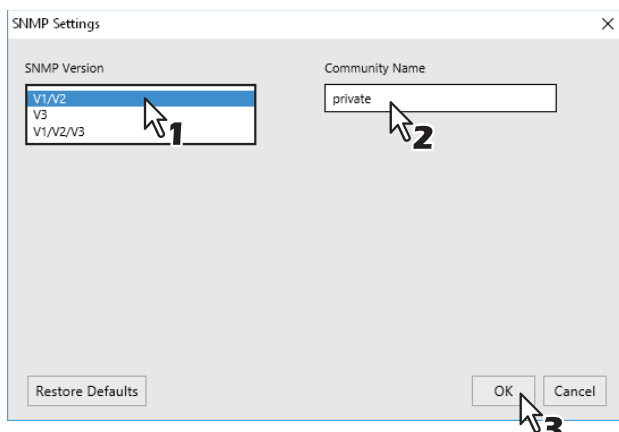 SNMP Settings
SNMP Version
Community Name
V1/V2
V3
V1/V2/V3
private
1
2
Restore Defaults
OK
Cancel
3